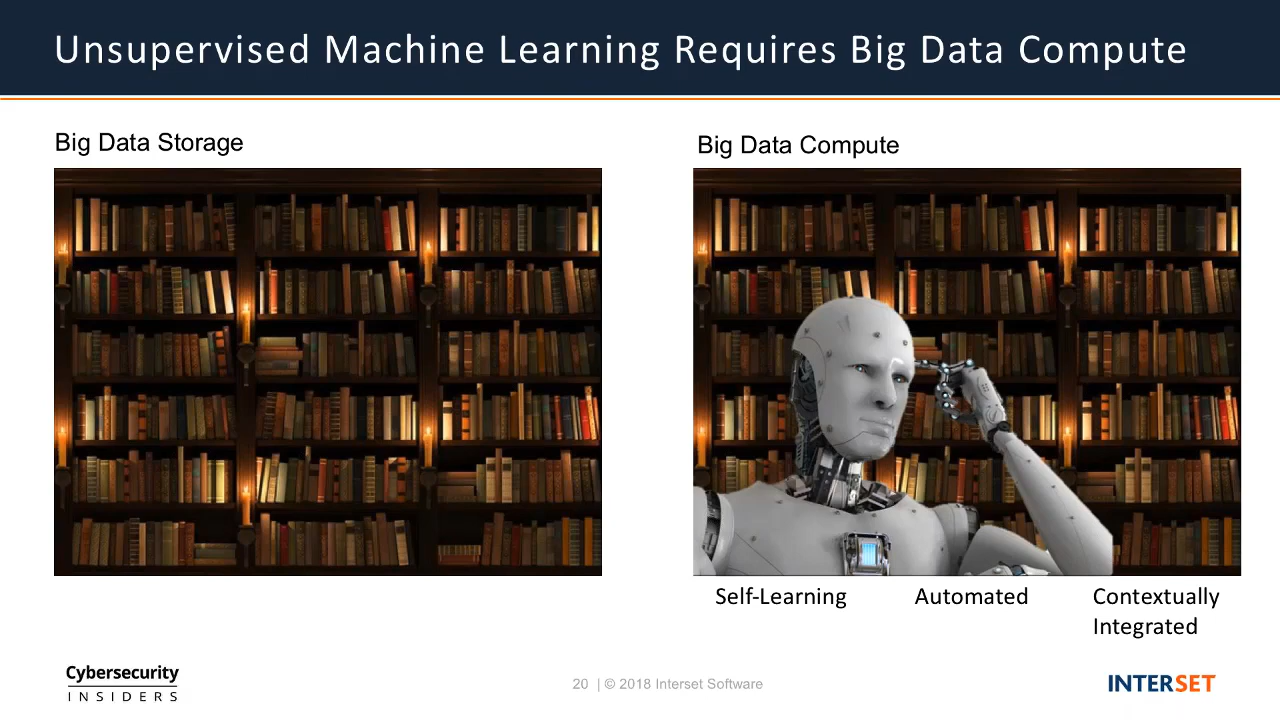 Unsupervised Machine Learning Requires Big Data Compute
Big Data Storage
Big Data Compute
Self-Learning
Automated
Contextually
Integrated
Cybersecurity
INSIDERS
20 | © 2018 Interset Software
INTERSET